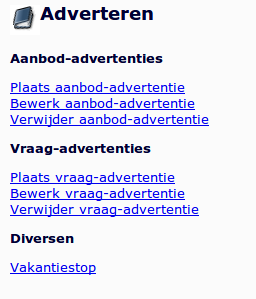 Adverteren
Aanbod-advertenties
Plaats aanbod-advertentie
Bewerk aanbod-advertentie
Verwijder aanbod-advertentie
Vraag-advertenties
Plaats vraag-advertentie
Bewerk vraag-advertentie
Verwijder vraag-advertentie
Diversen
Vakantiestop